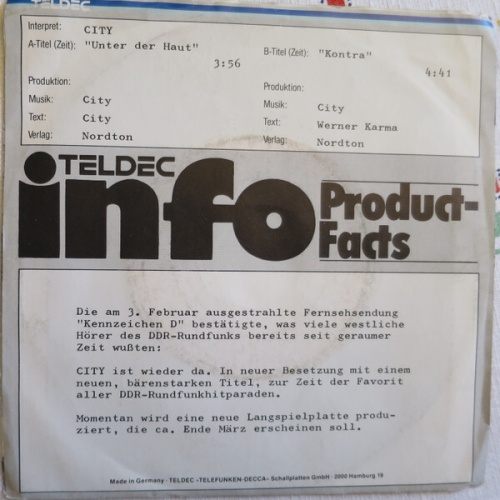 TELDEC
Interpret: CITY
A-Titel (Zeit): "Unter der Haut" B-Titel (Zeit): "Kontra"
3:56 4:41
Produktion: Produktion:
Musik: City Musik: City
Text: City Text: Werner Karma
Verlag: Nordton Verlag: Nordton
TELDEC
info Product-
Facts
Die am 3. Februar ausgestrahlte Fernsehsendung
"Kennzeichen D" bestätigte, was viele westliche
Hörer des DDR-Rundfunks bereits seit geraumer
Zeit wußten:
CITY ist wieder da. In neuer Besetzung mit einem
neuen, bärenstarken Titel, zur Zeit der Favorit
aller DDR-Rundfunkhitparaden.
Momentan wird eine neue Langspielplatte produ-
ziert, die ca. Ende März erscheinen soll.
Made in Germany · TELDEC »TELEFUNKEN-DECCA« Schallplatten GmbH · 2000 Hamburg 19